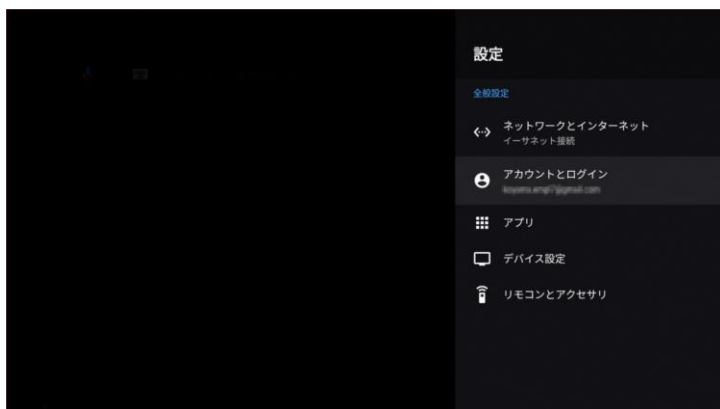 設定
全般設定
ネットワークとインターネット
イーサネット接続
アカウントとログイン
アプリ
デバイス設定
リモコンとアクセサリ